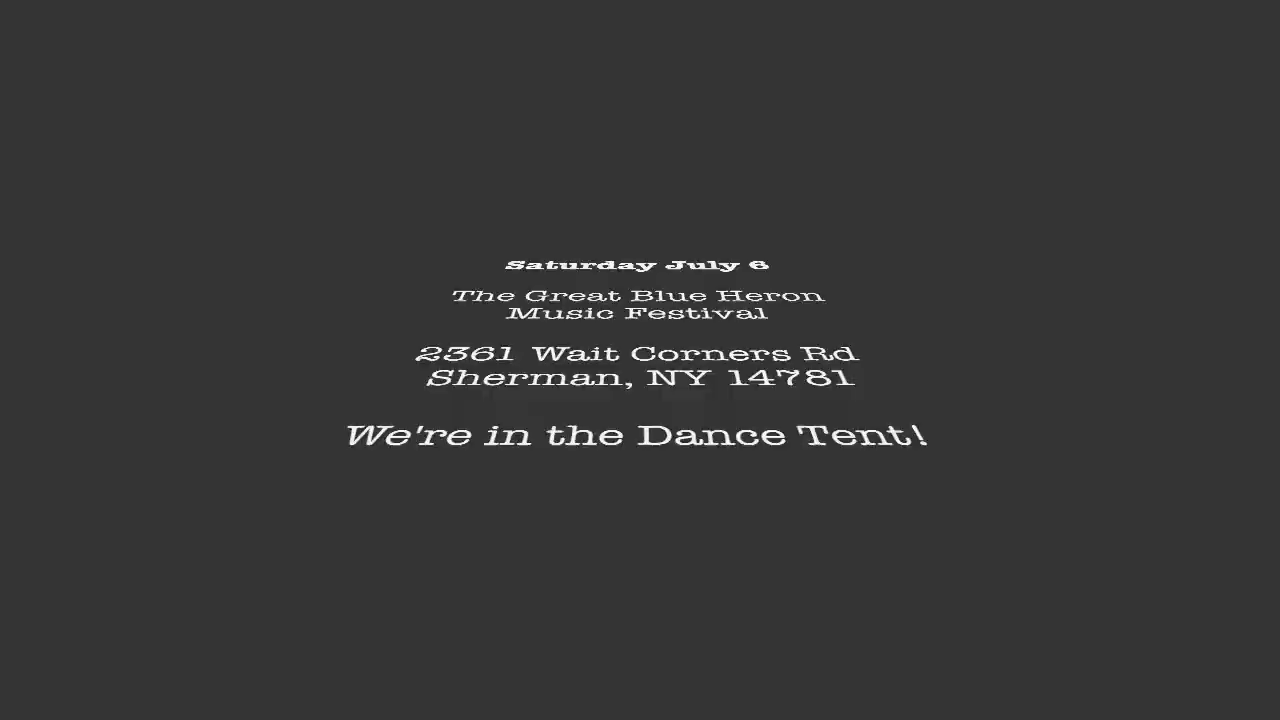 Saturday July 6
The Great Blue Heron
Music Festival
2361 Wait Corners Rd
Sherman, NY 14781
We're in the Dance Tent!